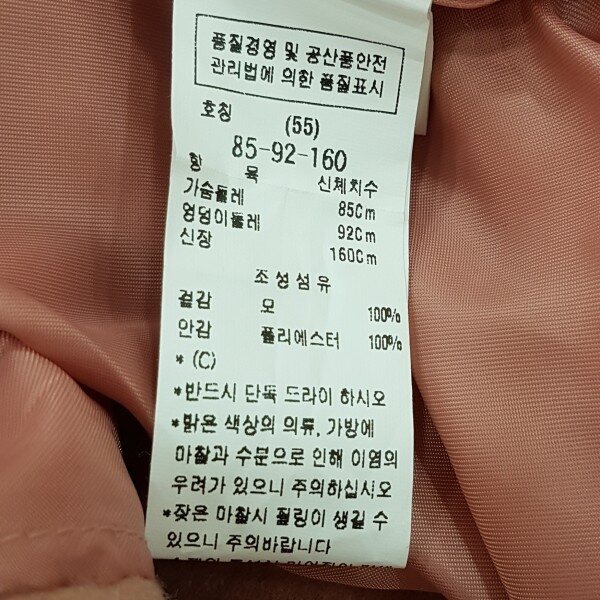 품질경영 및 공산품안전
관리법에 의한 품질표시
호칭 (55)
85-92-160
항 목 신체치수
가슴둘레 85cm
엉덩이둘레 92cm
신장 160cm
조성섬유
겉감 모 100%
안감 폴리에스터 100%
* (C)
*반드시 단독 드라이 하시오
*밝은 색상의 의류, 가방에
마찰과 수분으로 인해 이염의
우려가 있으니 주의하십시오
*잦은 마찰시 필링이 생길 수
있으니 주의바랍니다